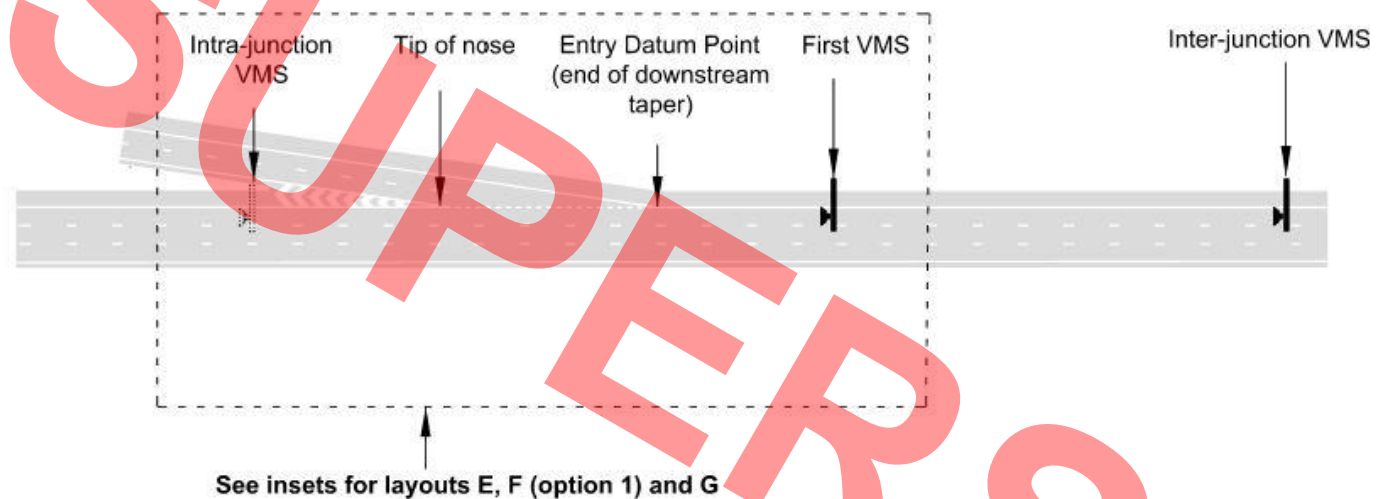 Intra-junction
VMS
Tip of nose
Entry Datum Point
(end of downstream
taper)
First VMS
Inter-junction VMS
See insets for layouts E, F (option 1) and G
SUPERS